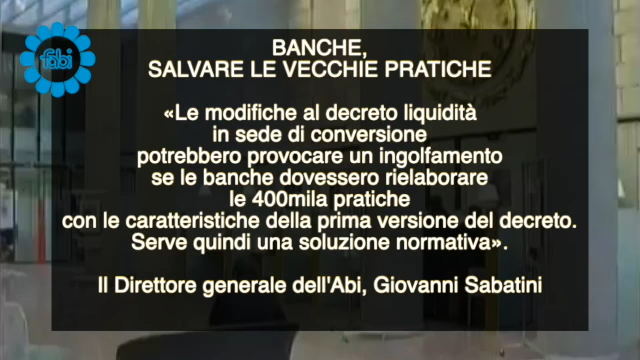 fabi
BANCHE,
SALVARE LE VECCHIE PRATICHE
«Le modifiche al decreto liquidità
in sede di conversione
potrebbero provocare un ingolfamento
se le banche dovessero rielaborare
le 400mila pratiche
con le caratteristiche della prima versione del decreto.
Serve quindi una soluzione normativa».
Il Direttore generale dell'Abi, Giovanni Sabatini